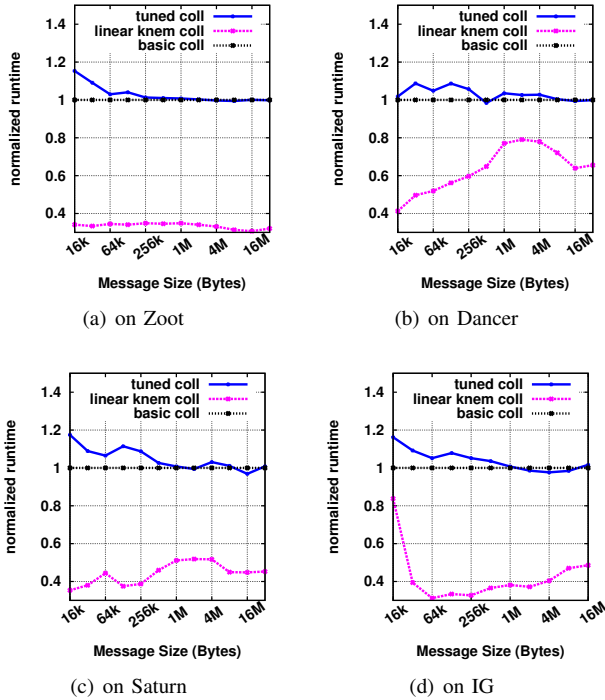 tuned coll
linear knem coll
basic coll
normalized runtime
1.4
1.2
1
0.8
0.6
0.4
16k
64k
256k
1M
4M
16M
Message Size (Bytes)
(a) on Zoot
tuned coll
linear knem coll
basic coll
normalized runtime
1.4
1.2
1
0.8
0.6
0.4
16k
64k
256k
1M
4M
16M
Message Size (Bytes)
(b) on Dancer
tuned coll
linear knem coll
basic coll
normalized runtime
1.4
1.2
1
0.8
0.6
0.4
16k
64k
256k
1M
4M
16M
Message Size (Bytes)
(c) on Saturn
tuned coll
linear knem coll
basic coll
normalized runtime
1.4
1.2
1
0.8
0.6
0.4
16k
64k
256k
1M
4M
16M
Message Size (Bytes)
(d) on IG